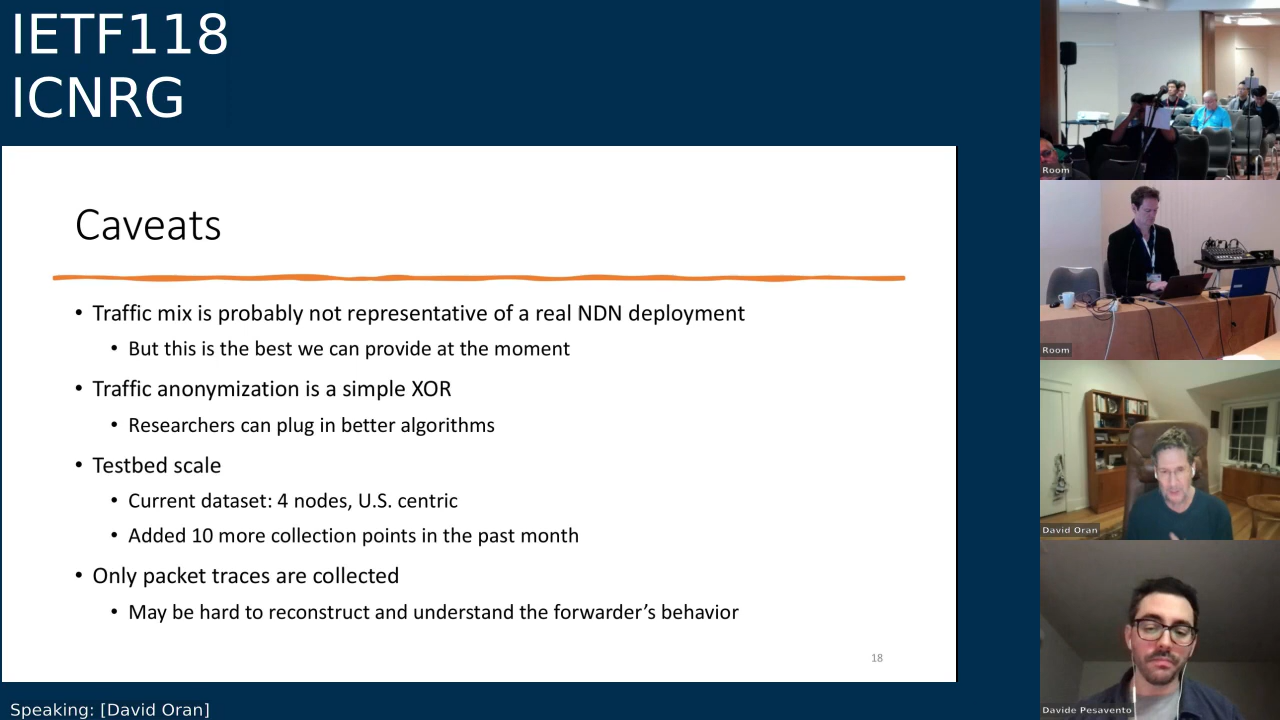 IETF118
ICNRG
Caveats
• Traffic mix is probably not representative of a real NDN deployment
• But this is the best we can provide at the moment
• Traffic anonymization is a simple XOR
• Researchers can plug in better algorithms
• Testbed scale
• Current dataset: 4 nodes, U.S. centric
• Added 10 more collection points in the past month
• Only packet traces are collected
• May be hard to reconstruct and understand the forwarder’s behavior
18
Speaking: [David Oran]
Room
Room
David Oran
Davide Pesavento